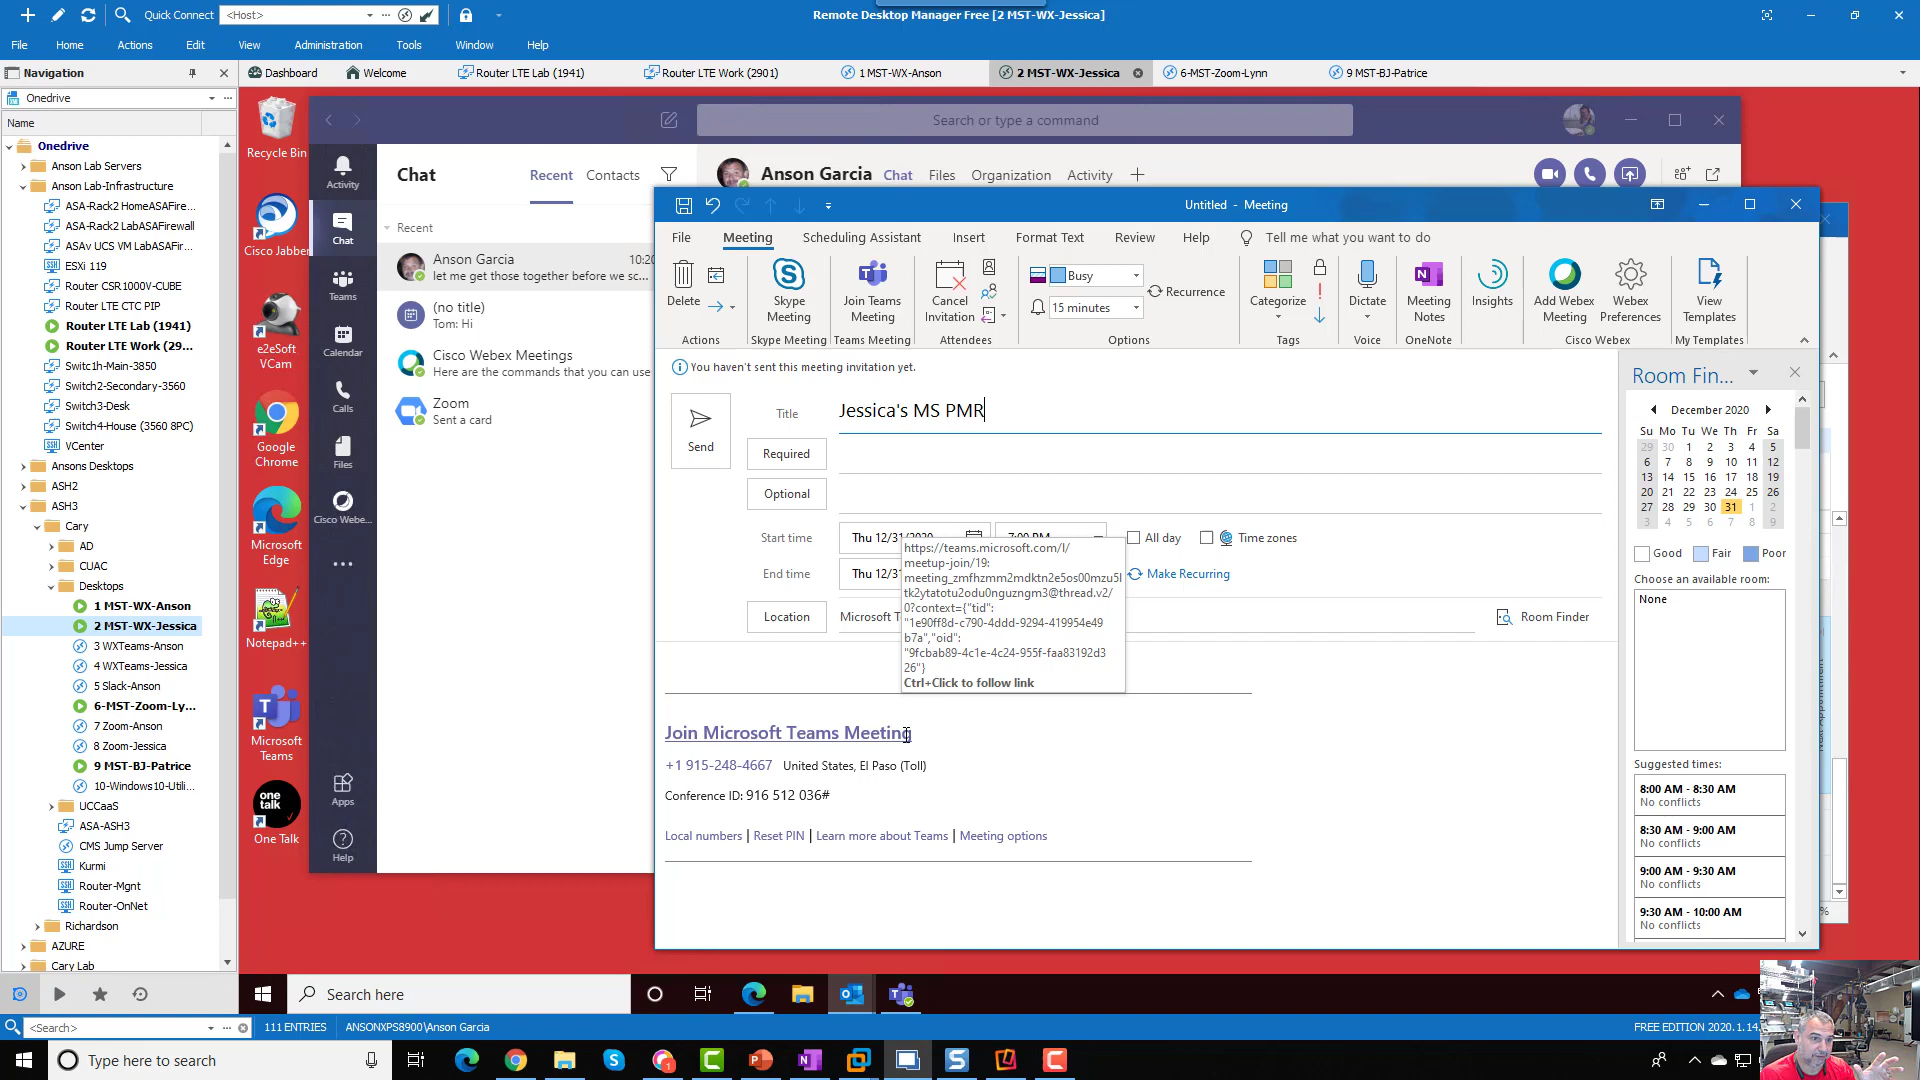 Quick Connect <Host>
Remote Desktop Manager Free [2 MST-WX-Jessica]
File Home Actions Edit View Administration Tools Window Help
Navigation
Dashboard Welcome Router LTE Lab (1941) Router LTE Work (2901) 1 MST-WX-Anson 2 MST-WX-Jessica 6-MST-Zoom-Lynn 9 MST-BJ-Patrice
Onedrive
Name
Onedrive
Anson Lab Servers
Anson Lab-Infrastructure
ASA-Rack2 HomeASAFire...
ASA-Rack2 LabASAFirewall
ASAv UCS VM LabASAFir...
ESXi 119
Router CSR1000V-CUBE
Router LTE CTC PIP
Router LTE Lab (1941)
Router LTE Work (29...
Switc1h-Main-3850
Switch2-Secondary-3560
Switch3-Desk
Switch4-House (3560 8PC)
VCenter
Ansons Desktops
ASH2
ASH3
Cary
AD
CUAC
Desktops
1 MST-WX-Anson
2 MST-WX-Jessica
3 WXTeams-Anson
4 WXTeams-Jessica
5 Slack-Anson
6-MST-Zoom-Ly...
7 Zoom-Anson
8 Zoom-Jessica
9 MST-BJ-Patrice
10-Windows10-Utili...
UCCaaS
ASA-ASH3
CMS Jump Server
Kurmi
Router-Mgnt
Router-OnNet
Richardson
AZURE
Cary Lab
Recycle Bin
Cisco Jabber
e2eSoft
VCam
Google
Chrome
Microsoft
Edge
Notepad++
Microsoft
Teams
one
talk
One Talk
Search or type a command
Activity
Chat
Teams
Calendar
Calls
Files
Cisco Webe...
Apps
Help
Chat Recent Contacts
Recent
Anson Garcia 10:20
let me get those together before we sc...
(no title)
Tom: Hi
Cisco Webex Meetings
Here are the commands that you can use
Zoom
Sent a card
Anson Garcia Chat Files Organization Activity
Untitled - Meeting
File Meeting Scheduling Assistant Insert Format Text Review Help Tell me what you want to do
Delete
Actions
Skype
Meeting
Skype Meeting
Join Teams
Meeting
Teams Meeting
Cancel
Invitation
Attendees
Busy
15 minutes
Recurrence
Options
Categorize
Tags
Dictate
Voice
Meeting
Notes
OneNote
Insights
Add Webex
Meeting
Webex
Preferences
Cisco Webex
View
Templates
My Templates
You haven't sent this meeting invitation yet.
Send
Title Jessica's MS PMR
Required
Optional
Start time Thu 12/31/2020 7:00 PM All day Time zones
End time Thu 12/31 Make Recurring
Location Microsoft T Room Finder
https://teams.microsoft.com/l/
meetup-join/19:
meeting_zmfhzmm2mdktn2e5os00mzu5l
tk2ytatotu2odu0nguzngm3@thread.v2/
0?context={"tid":
"1e90ff8d-c790-4ddd-9294-419954e49
b7a","oid":
"9fcbab89-4c1e-4c24-955f-faa83192d3
26"}
Ctrl+Click to follow link
Join Microsoft Teams Meeting
+1 915-248-4667 United States, El Paso (Toll)
Conference ID: 916 512 036#
Local numbers | Reset PIN | Learn more about Teams | Meeting options
Room Fin...
December 2020
Su Mo Tu We Th Fr Sa
29 30 1 2 3 4 5
6 7 8 9 10 11 12
13 14 15 16 17 18 19
20 21 22 23 24 25 26
27 28 29 30 31 1 2
3 4 5 6 7 8 9
Good Fair Poor
Choose an available room:
None
Suggested times:
8:00 AM - 8:30 AM
No conflicts
8:30 AM - 9:00 AM
No conflicts
9:00 AM - 9:30 AM
No conflicts
9:30 AM - 10:00 AM
No conflicts
Search here
<Search> 111 ENTRIES ANSONXPS8900\Anson Garcia
FREE EDITION 2020.1.14.
Type here to search